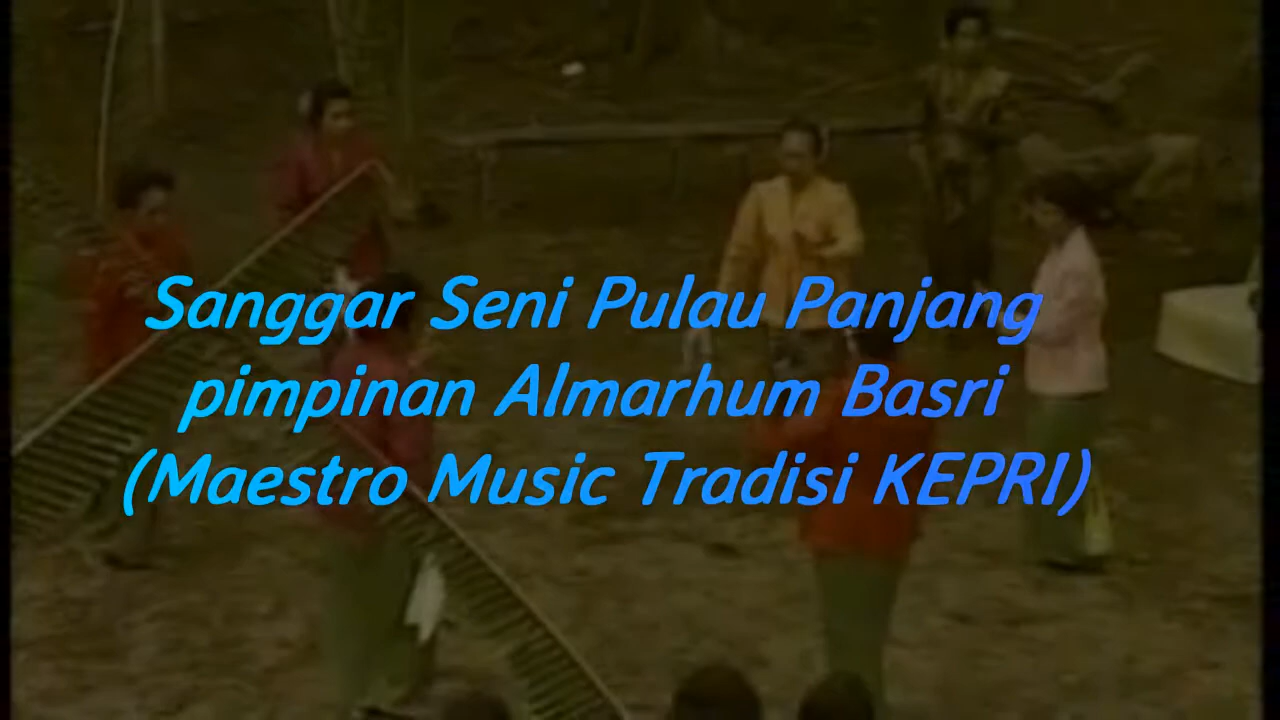 Sanggar Seni Pulau Panjang
pimpinan Almarhum Basri
(Maestro Music Tradisi KEPRI)